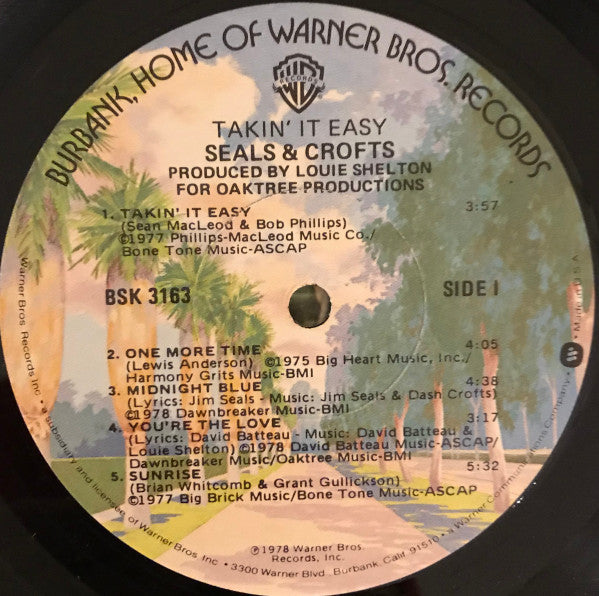 BURBANK, HOME OF WARNER BROS. RECORDS
WB
RECORDS
TAKIN' IT EASY
SEALS & CROFTS
PRODUCED BY LOUIE SHELTON
FOR OAKTREE PRODUCTIONS
1. TAKIN' IT EASY 3:57
(Sean MacLeod & Bob Phillips)
©1977 Phillips-MacLeod Music Co./
Bone Tone Music-ASCAP
BSK 3163 SIDE I
2. ONE MORE TIME 4:05
(Lewis Anderson) ©1975 Big Heart Music, Inc./
Harmony Grits Music-BMI
3. MIDNIGHT BLUE 4:38
(Lyrics: Jim Seals - Music: Jim Seals & Dash Crofts)
©1978 Dawnbreaker Music-BMI
4. YOU'RE THE LOVE 3:17
(Lyrics: David Batteau - Music: David Batteau &
Louie Shelton) ©1978 David Batteau Music-ASCAP/
Dawnbreaker Music/Oaktree Music-BMI
5. SUNRISE 5:32
(Brian Whitcomb & Grant Gullickson)
©1977 Big Brick Music/Bone Tone Music-ASCAP
℗1978 Warner Bros.
Records, Inc.
Warner Bros. Records Inc. • a subsidiary and licensee of Warner Bros. Inc. • 3300 Warner Blvd., Burbank, Calif. 91510 • a Warner Communications Company • Made in U.S.A.